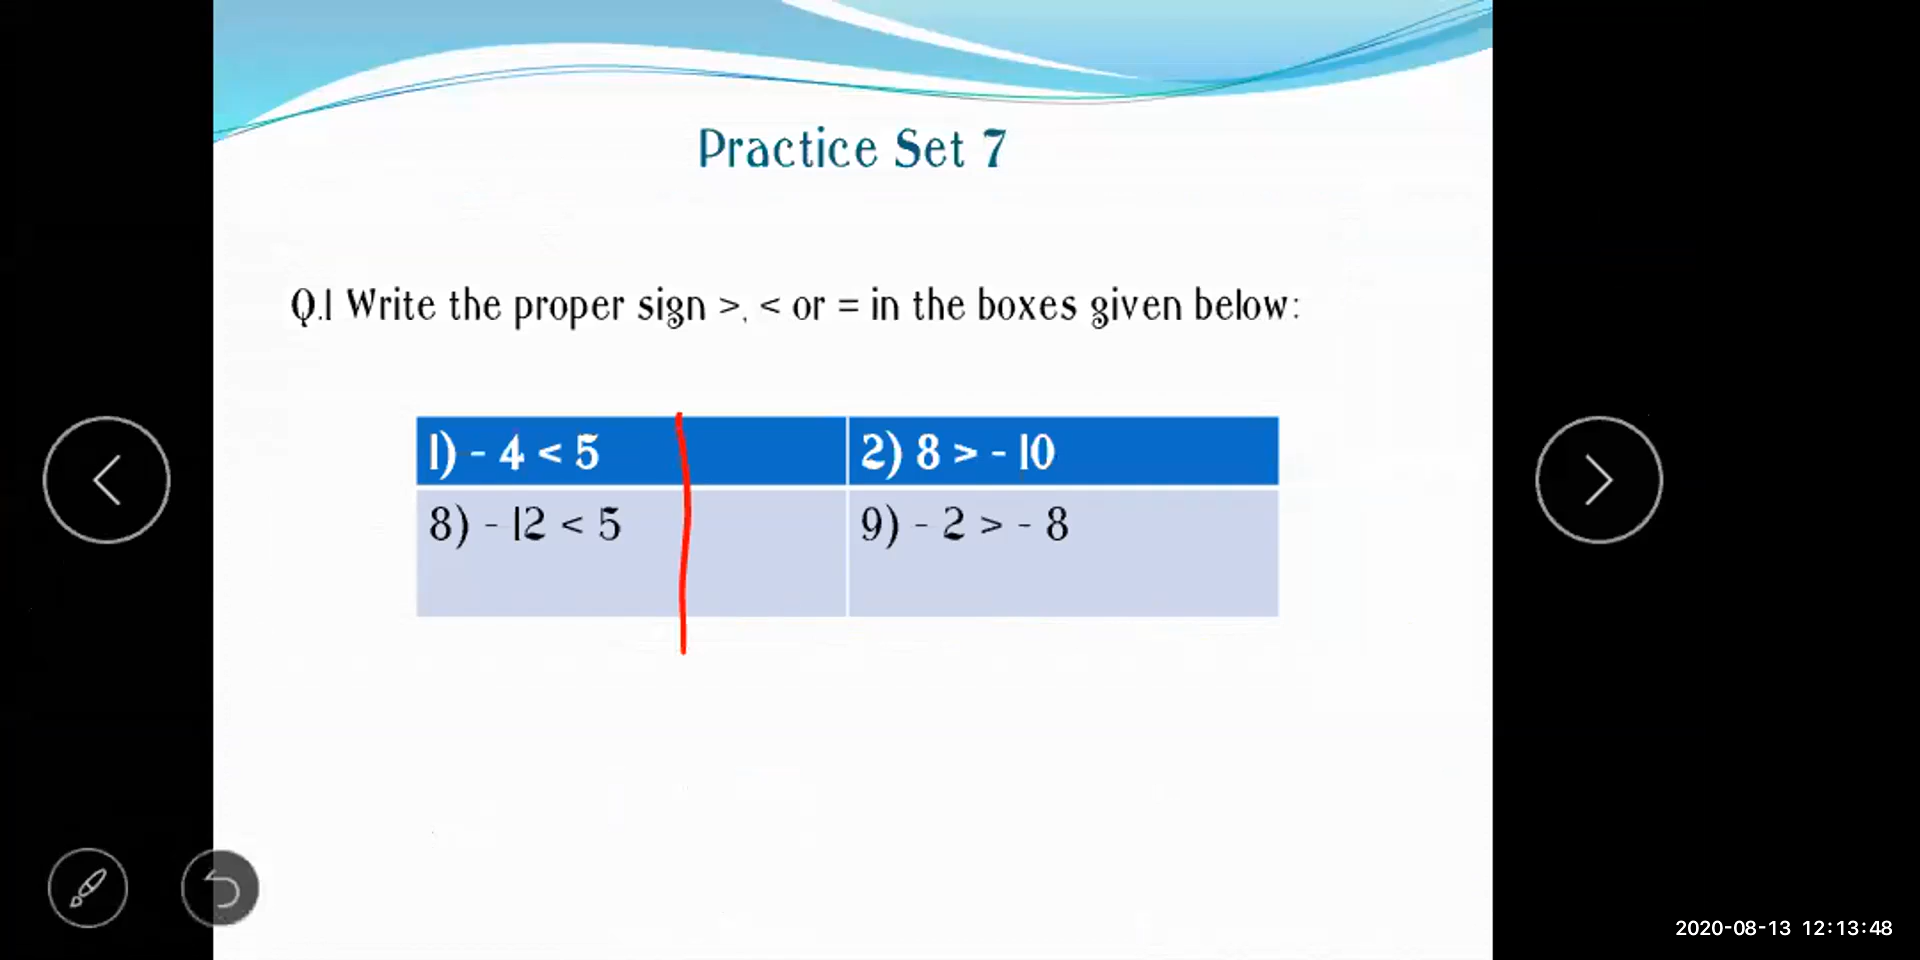 Practice Set 7
Q.1 Write the proper sign >, < or = in the boxes given below:
1) - 4 < 5
2) 8 > - 10
8) - 12 < 5
9) - 2 > - 8
2020-08-13 12:13:48